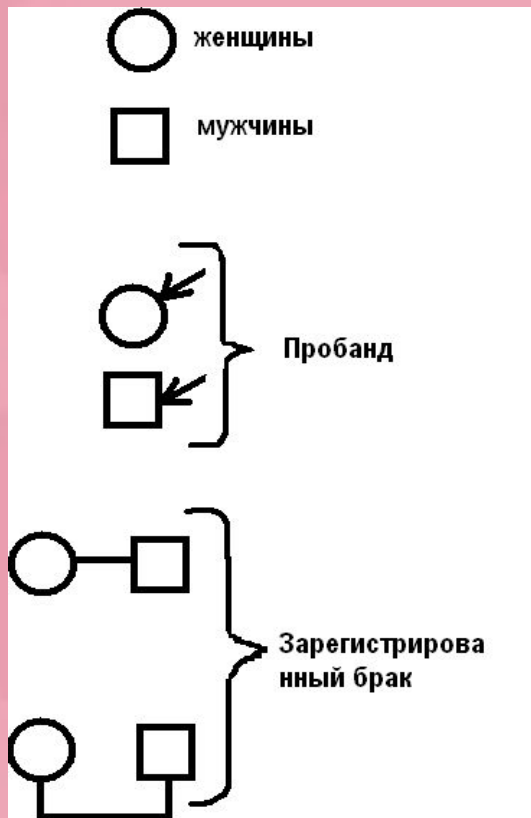 женщины
мужчины
Пробанд
Зарегистрирова
нный брак